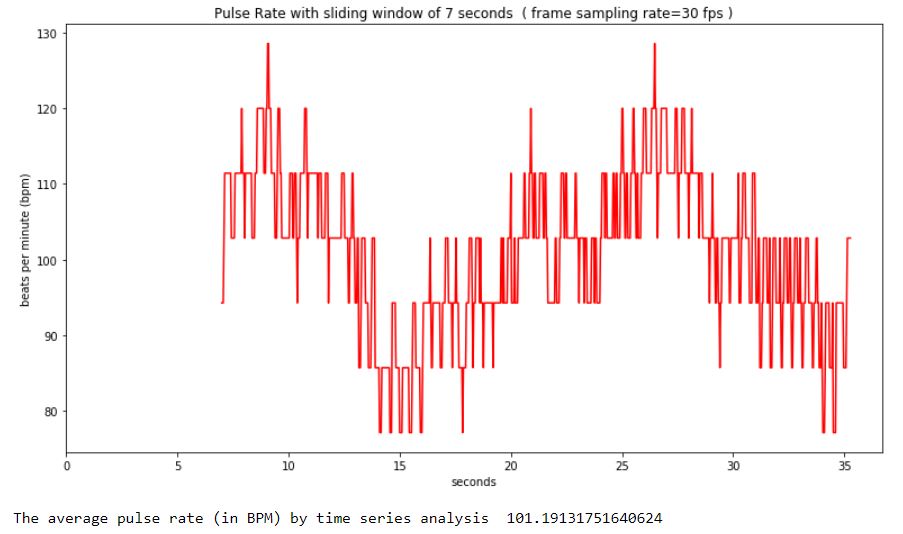 Pulse Rate with sliding window of 7 seconds ( frame sampling rate=30 fps )
130
120
110
100
90
80
beats per minute (bpm)
0 5 10 15 20 25 30 35
seconds
The average pulse rate (in BPM) by time series analysis 101.19131751640624